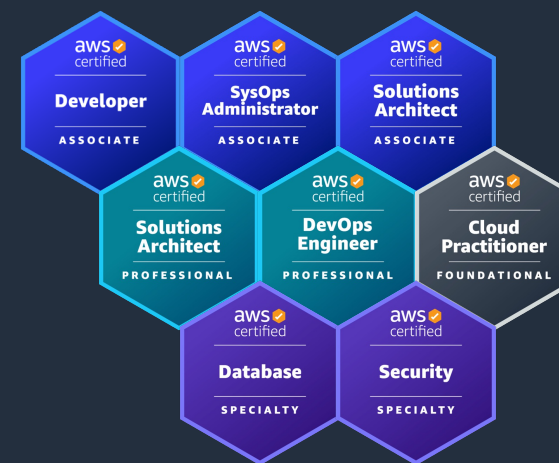 aws
certified
Developer
ASSOCIATE
aws
certified
SysOps
Administrator
ASSOCIATE
aws
certified
Solutions
Architect
ASSOCIATE
aws
certified
Solutions
Architect
PROFESSIONAL
aws
certified
DevOps
Engineer
PROFESSIONAL
aws
certified
Cloud
Practitioner
FOUNDATIONAL
aws
certified
Database
SPECIALTY
aws
certified
Security
SPECIALTY